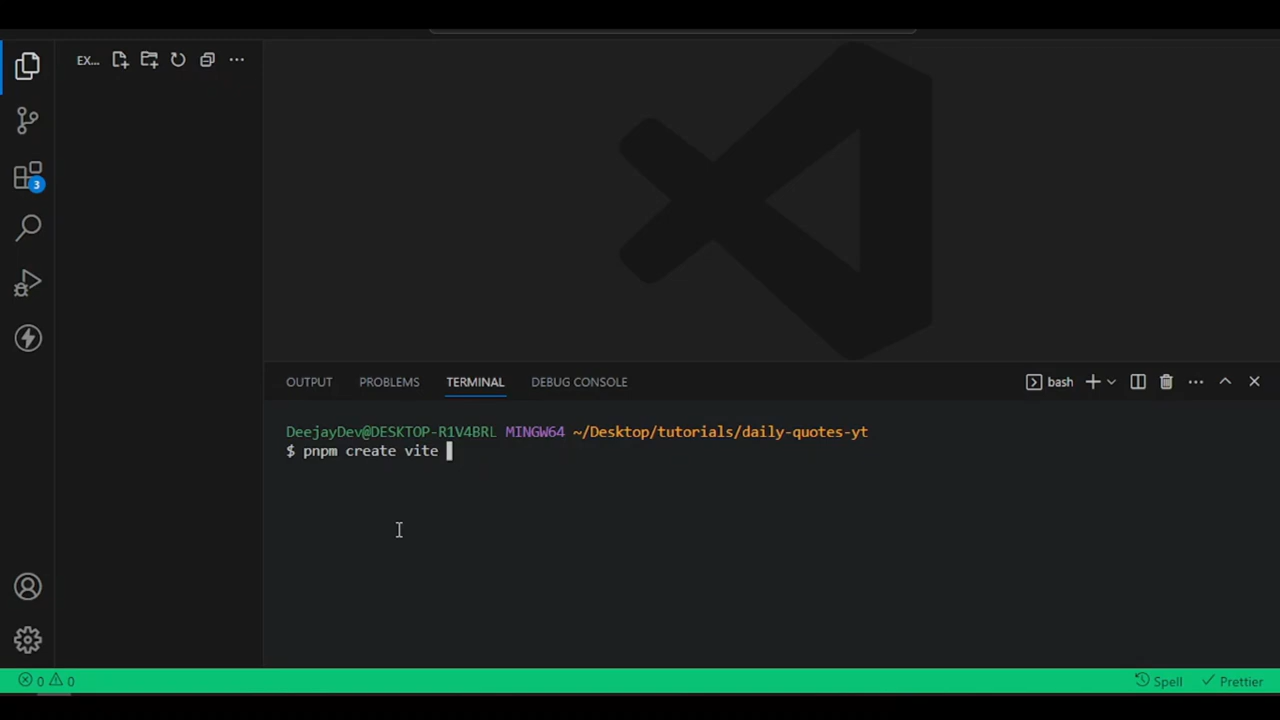 EX...
3
OUTPUT PROBLEMS TERMINAL DEBUG CONSOLE bash
DeejayDev@DESKTOP-R1V4BRL MINGW64 ~/Desktop/tutorials/daily-quotes-yt
$ pnpm create vite
0 0 Spell Prettier